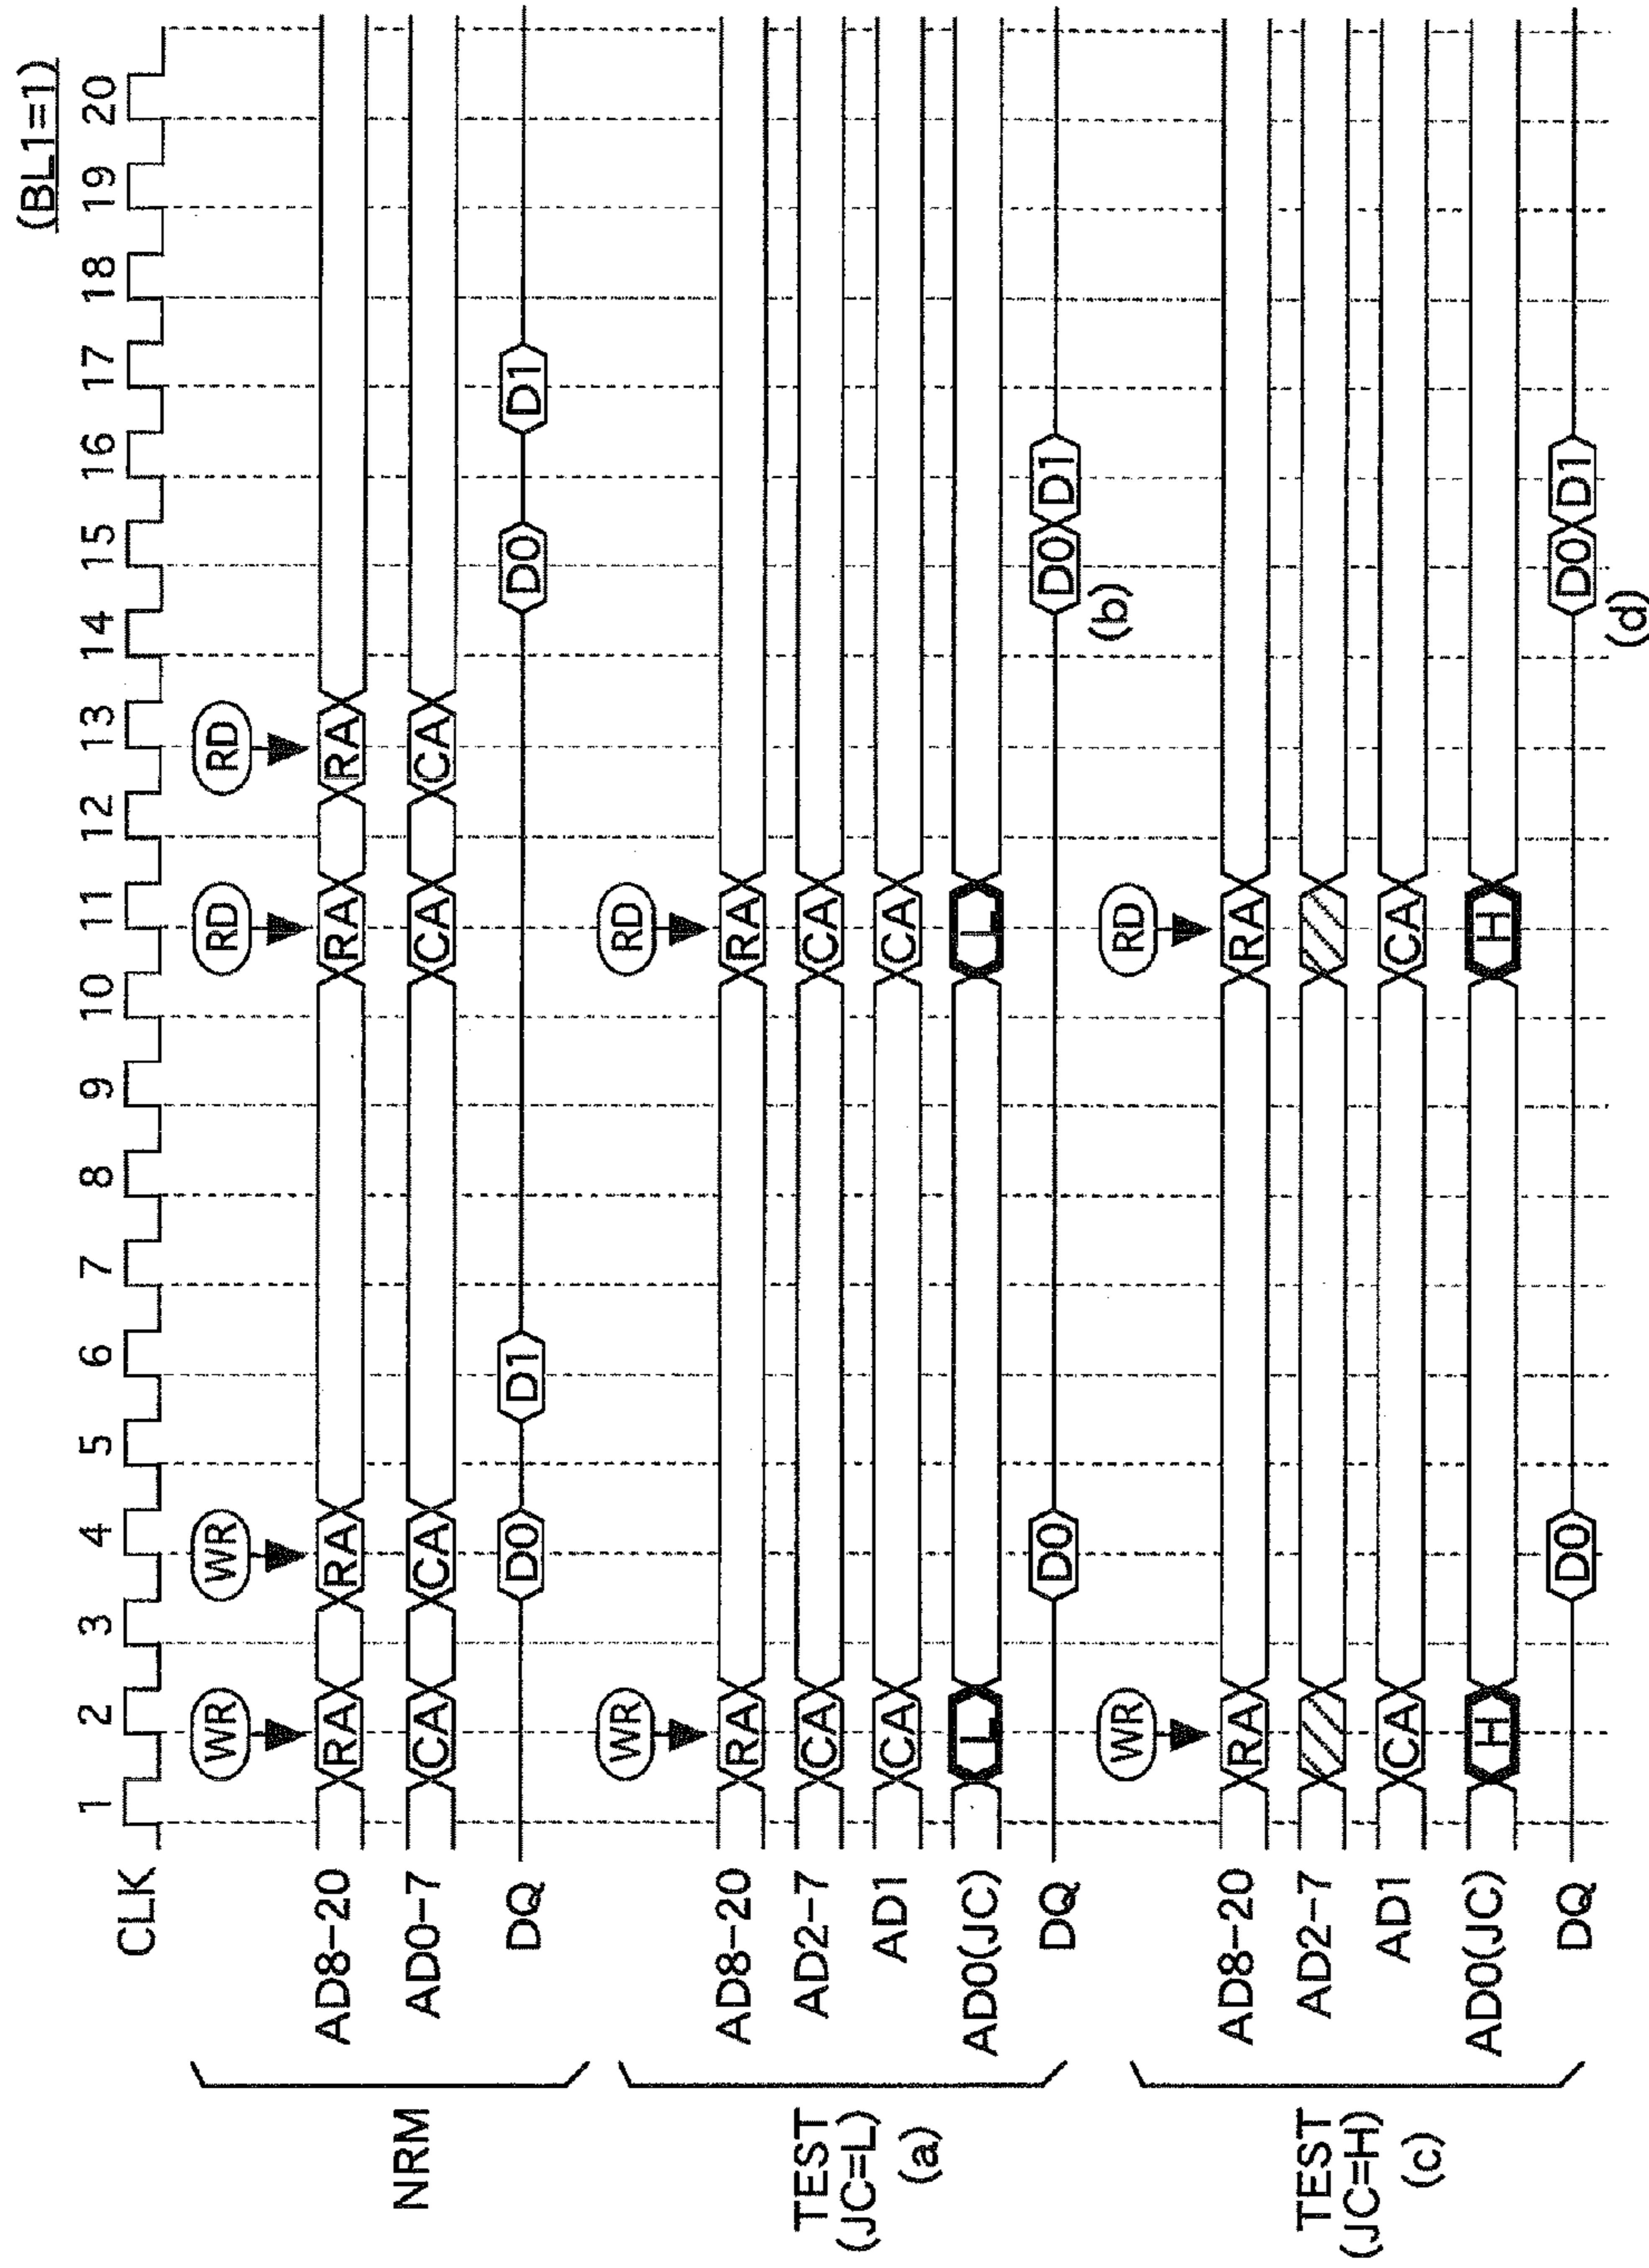 (BL1=1)
CLK 1 2 3 4 5 6 7 8 9 10 11 12 13 14 15 16 17 18 19 20
NRM
WR WR RD RD
AD8-20 RA RA RA RA
AD0-7 CA CA CA CA
DQ D0 D1 D0 D1
TEST
(JC=L)
(a)
WR RD
AD8-20 RA RA
AD2-7 CA CA
AD1 CA CA
AD0(JC) L L
DQ D0 D0 D1
(b)
TEST
(JC=H)
(c)
WR RD
AD8-20 RA RA
AD2-7
AD1 CA CA
AD0(JC) H H
DQ D0 D0 D1
(d)